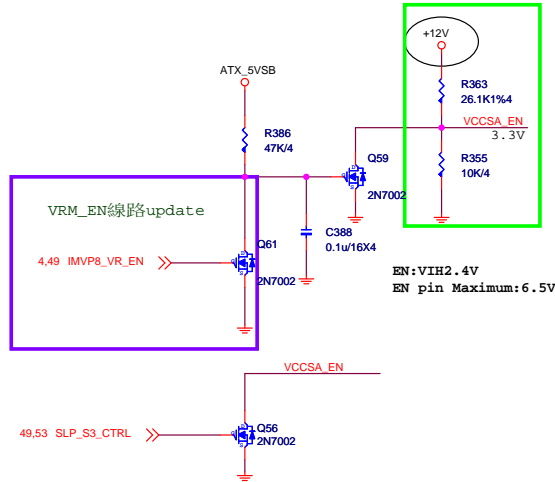 +12V
ATX_5VSB
R363
26.1K1%4
VCCSA_EN
3.3V
R386
47K/4
Q59
R355
10K/4
2N7002
VRM_EN線路update
C388
0.1u/16X4
Q61
4,49 IMVP8_VR_EN
2N7002
EN:VIH2.4V
EN pin Maximum:6.5V
VCCSA_EN
49,53 SLP_S3_CTRL
Q56
2N7002